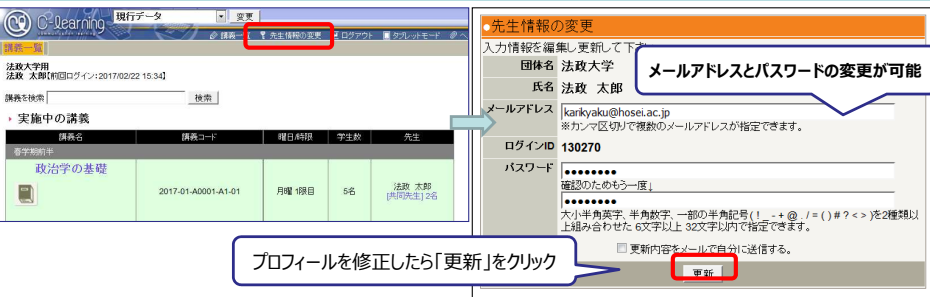 C-Learning
現行データ
変更
講義一覧
先生情報の変更
ログアウト
タブレットモード
ヘ
講義一覧
法政大学用
法政 太郎[前回ログイン:2017/02/22 15:34]
講義を検索
検索
実施中の講義
講義名 講義コード 曜日/時限 学生数 先生
春学期前半
政治学の基礎
2017-01-A0001-A1-01 月曜 1限目 5名 法政 太郎
[共同先生] 2名
●先生情報の変更
入力情報を編集し更新して下さ
団体名 法政大学
氏名 法政 太郎
メールアドレスとパスワードの変更が可能
メールアドレス karikyaku@hosei.ac.jp
※カンマ区切りで複数のメールアドレスが指定できます。
ログインID 130270
パスワード ●●●●●●●●
確認のためもう一度↓
●●●●●●●●
大小半角英字、半角数字、一部の半角記号( ! _ - + @ . / = ( ) # ? < > )を2種類以
上組み合わせた 6文字以上 32文字以内で指定できます。
更新内容をメールで自分に送信する。
更新
プロフィールを修正したら「更新」をクリック